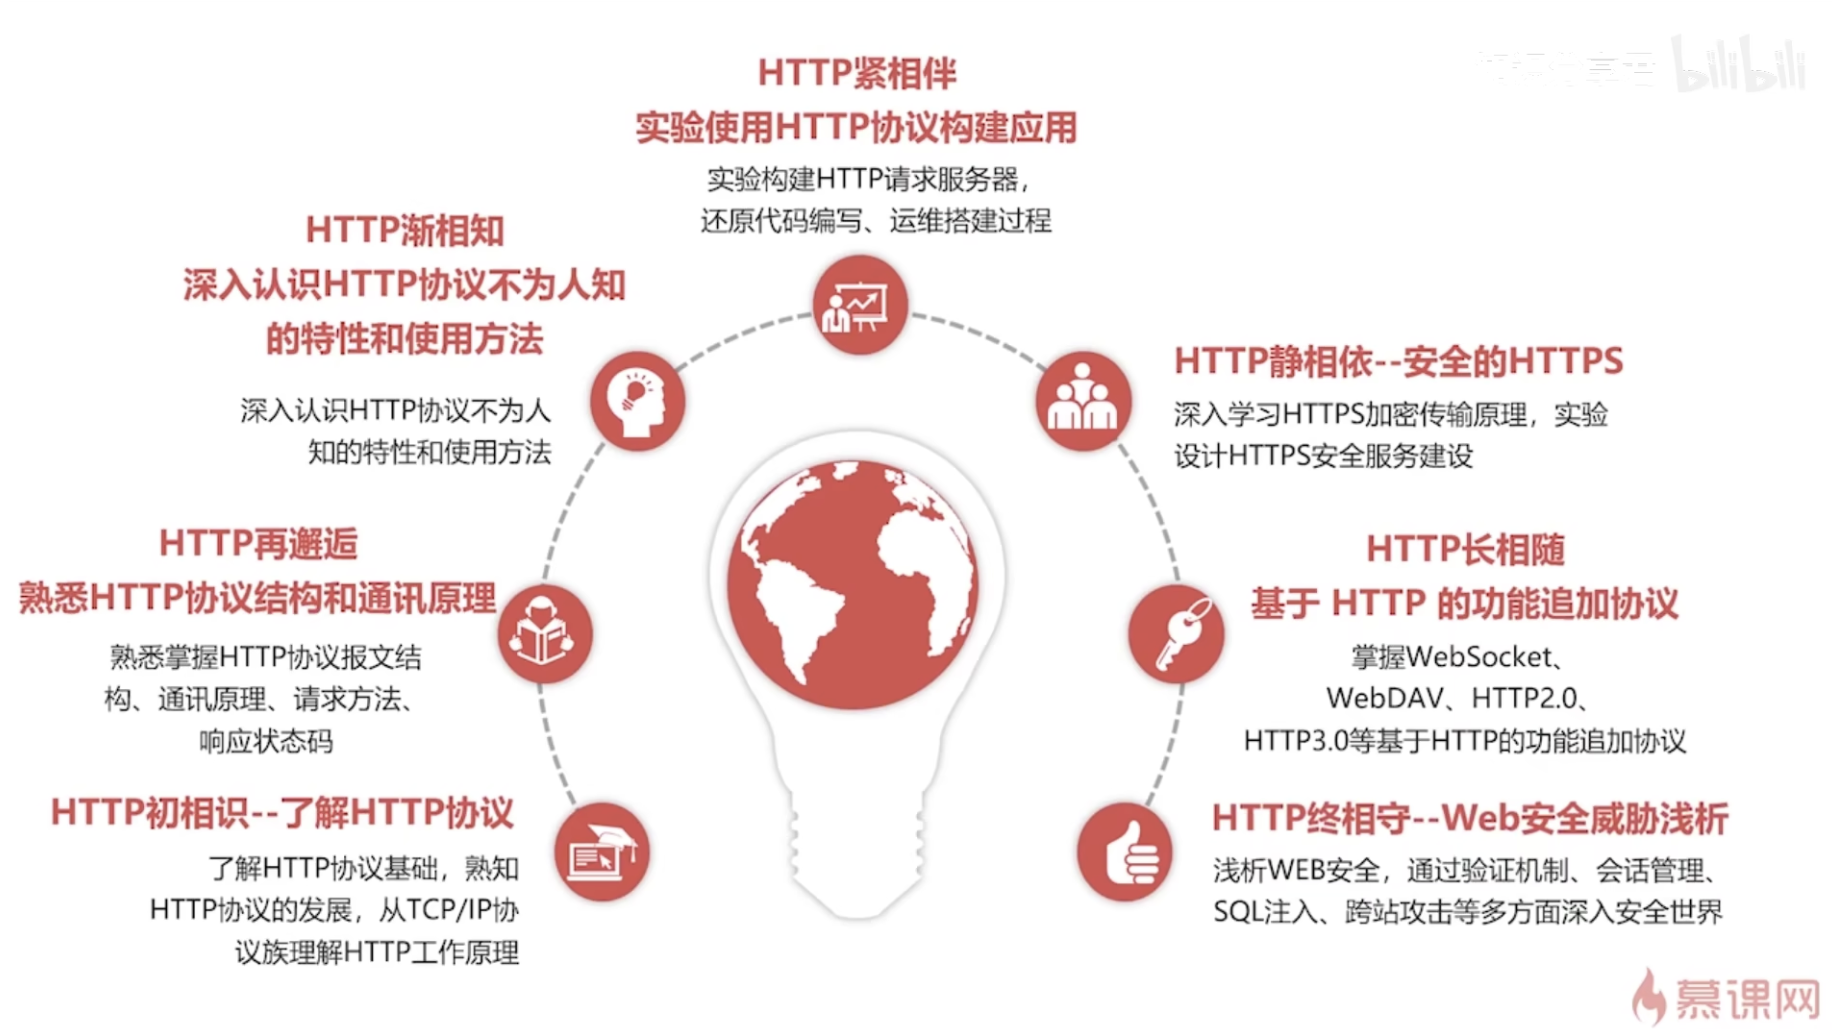 HTTP紧相伴
实验使用HTTP协议构建应用
实验构建HTTP请求服务器，
还原代码编写、运维搭建过程
HTTP渐相知
深入认识HTTP协议不为人知
的特性和使用方法
深入认识HTTP协议不为人
知的特性和使用方法
HTTP再邂逅
熟悉HTTP协议结构和通讯原理
熟悉掌握HTTP协议报文结
构、通讯原理、请求方法、
响应状态码
HTTP初相识--了解HTTP协议
了解HTTP协议基础，熟知
HTTP协议的发展，从TCP/IP协
议族理解HTTP工作原理
HTTP静相依--安全的HTTPS
深入学习HTTPS加密传输原理，实验
设计HTTPS安全服务建设
HTTP长相随
基于 HTTP 的功能追加协议
掌握WebSocket、
WebDAV、HTTP2.0、
HTTP3.0等基于HTTP的功能追加协议
HTTP终相守--Web安全威胁浅析
浅析WEB安全，通过验证机制、会话管理、
SQL注入、跨站攻击等多方面深入安全世界
bilibili
慕课网